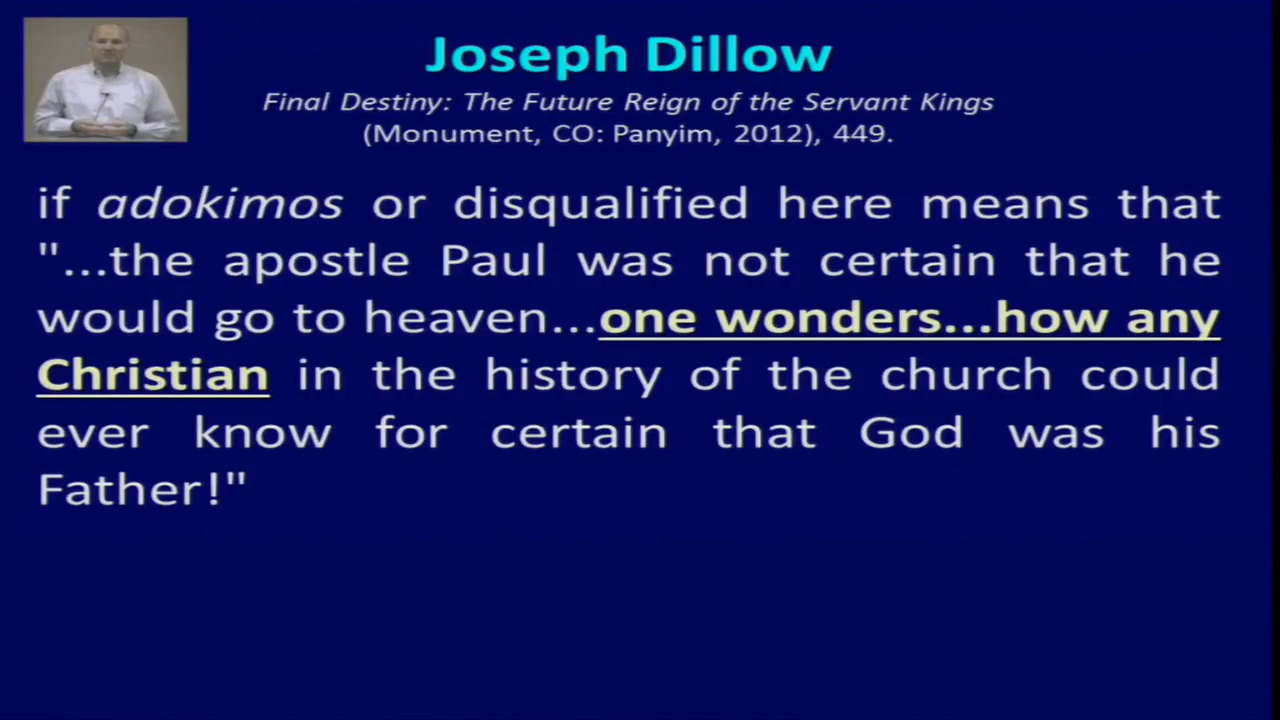 Joseph Dillow
Final Destiny: The Future Reign of the Servant Kings
(Monument, CO: Panyim, 2012), 449.
if adokimos or disqualified here means that
"...the apostle Paul was not certain that he
would go to heaven...one wonders...how any
Christian in the history of the church could
ever know for certain that God was his
Father!"